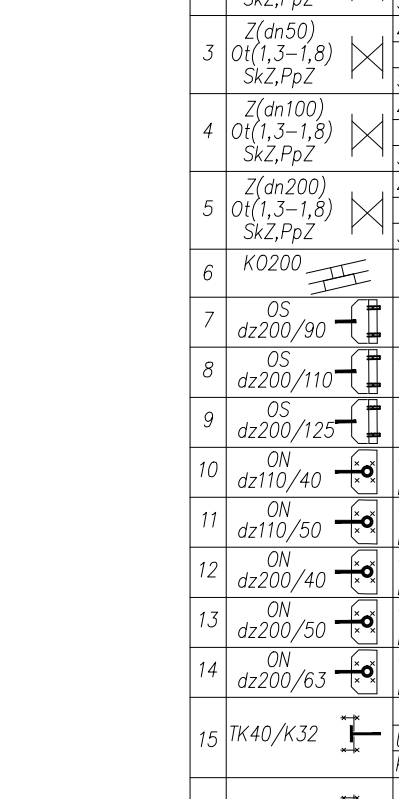 SkZ,PpZ
3
Z(dn50)
Ot(1,3-1,8)
SkZ,PpZ
4
Z(dn100)
Ot(1,3-1,8)
SkZ,PpZ
5
Z(dn200)
Ot(1,3-1,8)
SkZ,PpZ
6
KO200
7
OS
dz200/90
8
OS
dz200/110
9
OS
dz200/125
10
ON
dz110/40
11
ON
dz110/50
12
ON
dz200/40
13
ON
dz200/50
14
ON
dz200/63
15
TK40/K32